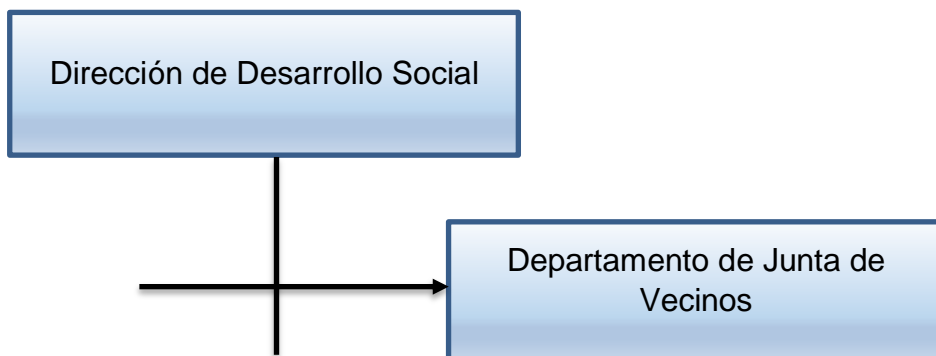 Dirección de Desarrollo Social
Departamento de Junta de
Vecinos